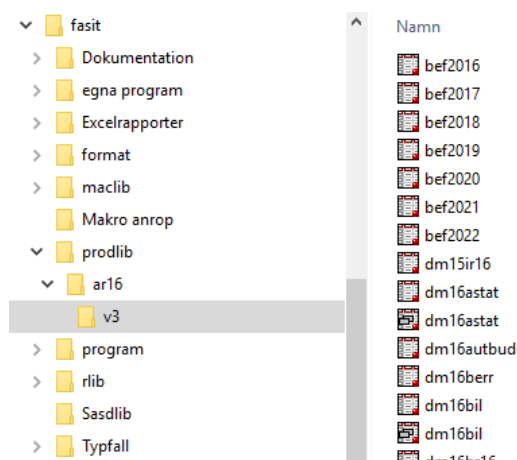 fasit
Dokumentation
egna program
Excelrapporter
format
maclib
Makro anrop
prodlib
ar16
v3
program
rlib
Sasdlib
Typfall
Namn
bef2016
bef2017
bef2018
bef2019
bef2020
bef2021
bef2022
dm15ir16
dm16astat
dm16astat
dm16autbud
dm16berr
dm16bil
dm16bil